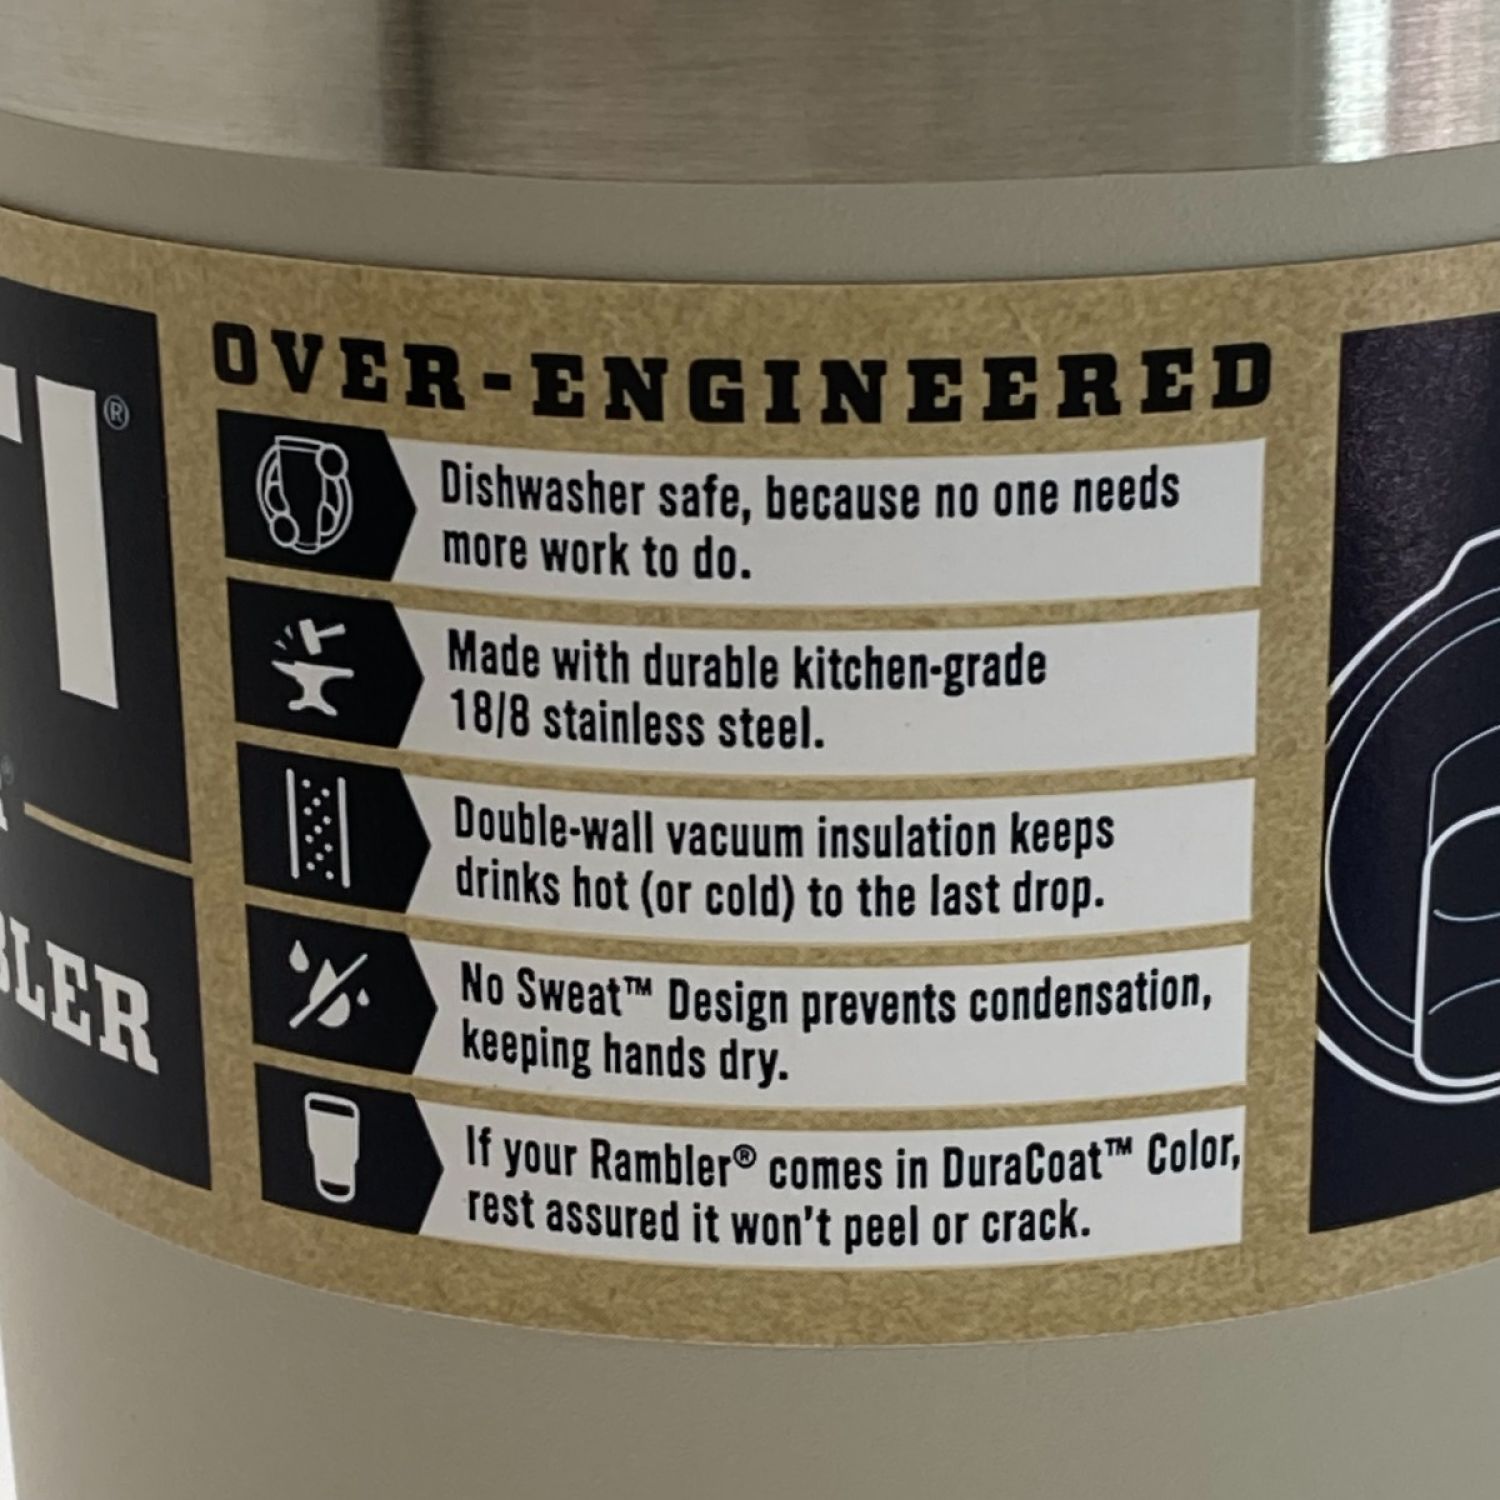 OVER-ENGINEERED
Dishwasher safe, because no one needs
more work to do.
Made with durable kitchen-grade
18/8 stainless steel.
Double-wall vacuum insulation keeps
drinks hot (or cold) to the last drop.
No Sweat™ Design prevents condensation,
keeping hands dry.
If your Rambler® comes in DuraCoat™ Color,
rest assured it won't peel or crack.